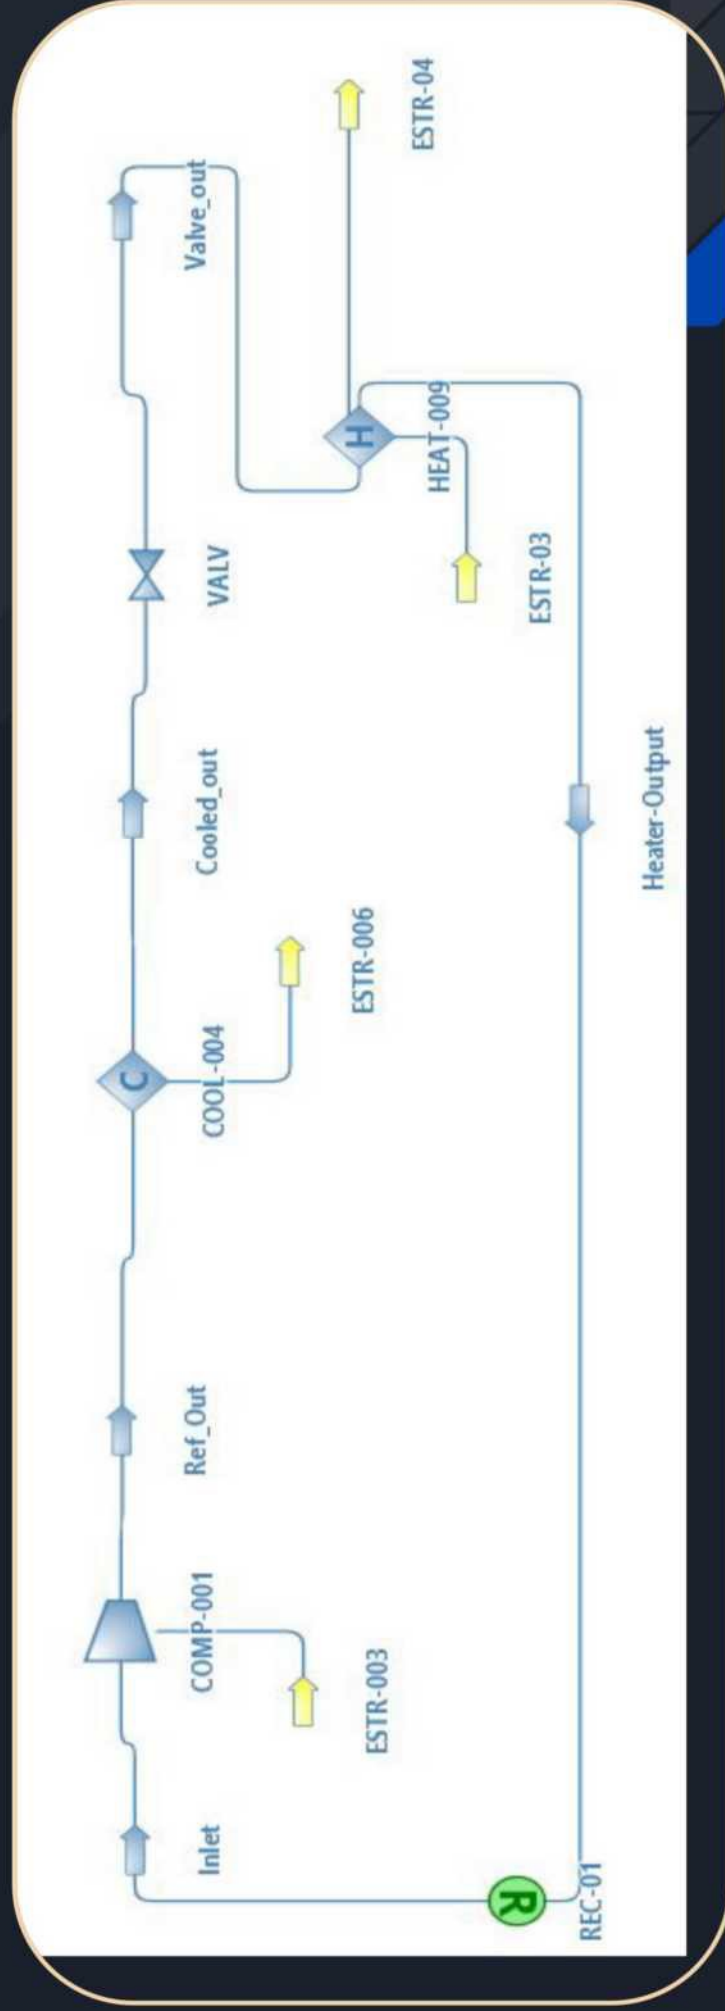 Inlet
COMP-001
ESTR-003
Ref_Out
C
COOL-004
ESTR-006
Cooled_out
VALV
Valve_out
H
HEAT-009
ESTR-03
ESTR-04
Heater-Output
R
REC-01